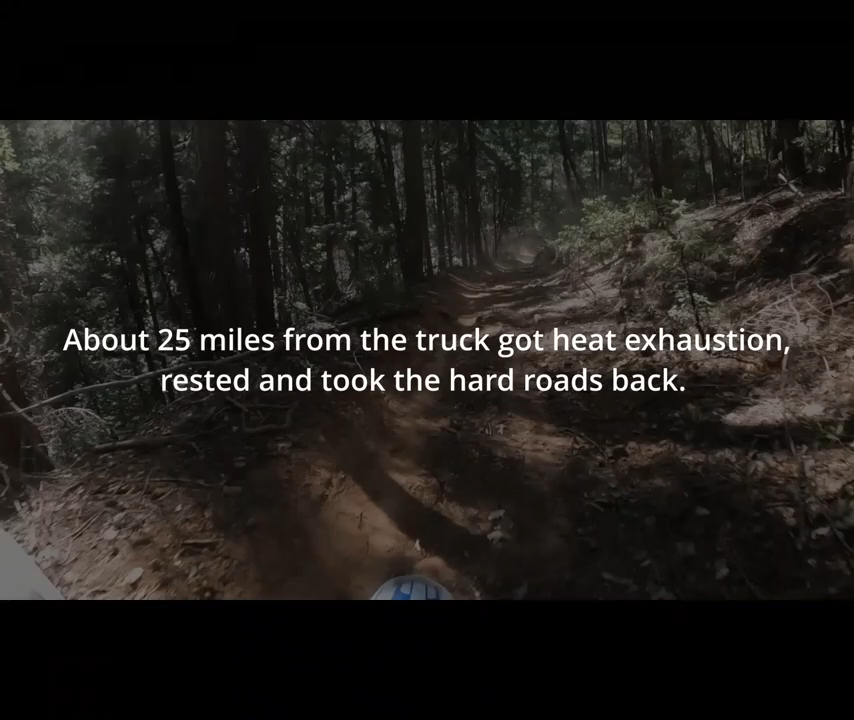 About 25 miles from the truck got heat exhaustion,
rested and took the hard roads back.